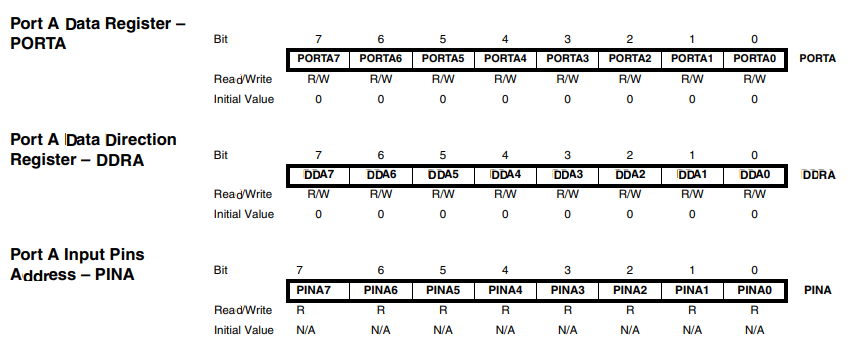 Port A Data Register –
PORTA
Bit 7 6 5 4 3 2 1 0
PORTA7 PORTA6 PORTA5 PORTA4 PORTA3 PORTA2 PORTA1 PORTA0 PORTA
Read/Write R/W R/W R/W R/W R/W R/W R/W R/W
Initial Value 0 0 0 0 0 0 0 0
Port A Data Direction
Register – DDRA
Bit 7 6 5 4 3 2 1 0
DDA7 DDA6 DDA5 DDA4 DDA3 DDA2 DDA1 DDA0 DDRA
Read/Write R/W R/W R/W R/W R/W R/W R/W R/W
Initial Value 0 0 0 0 0 0 0 0
Port A Input Pins
Address – PINA
Bit 7 6 5 4 3 2 1 0
PINA7 PINA6 PINA5 PINA4 PINA3 PINA2 PINA1 PINA0 PINA
Read/Write R R R R R R R R
Initial Value N/A N/A N/A N/A N/A N/A N/A N/A